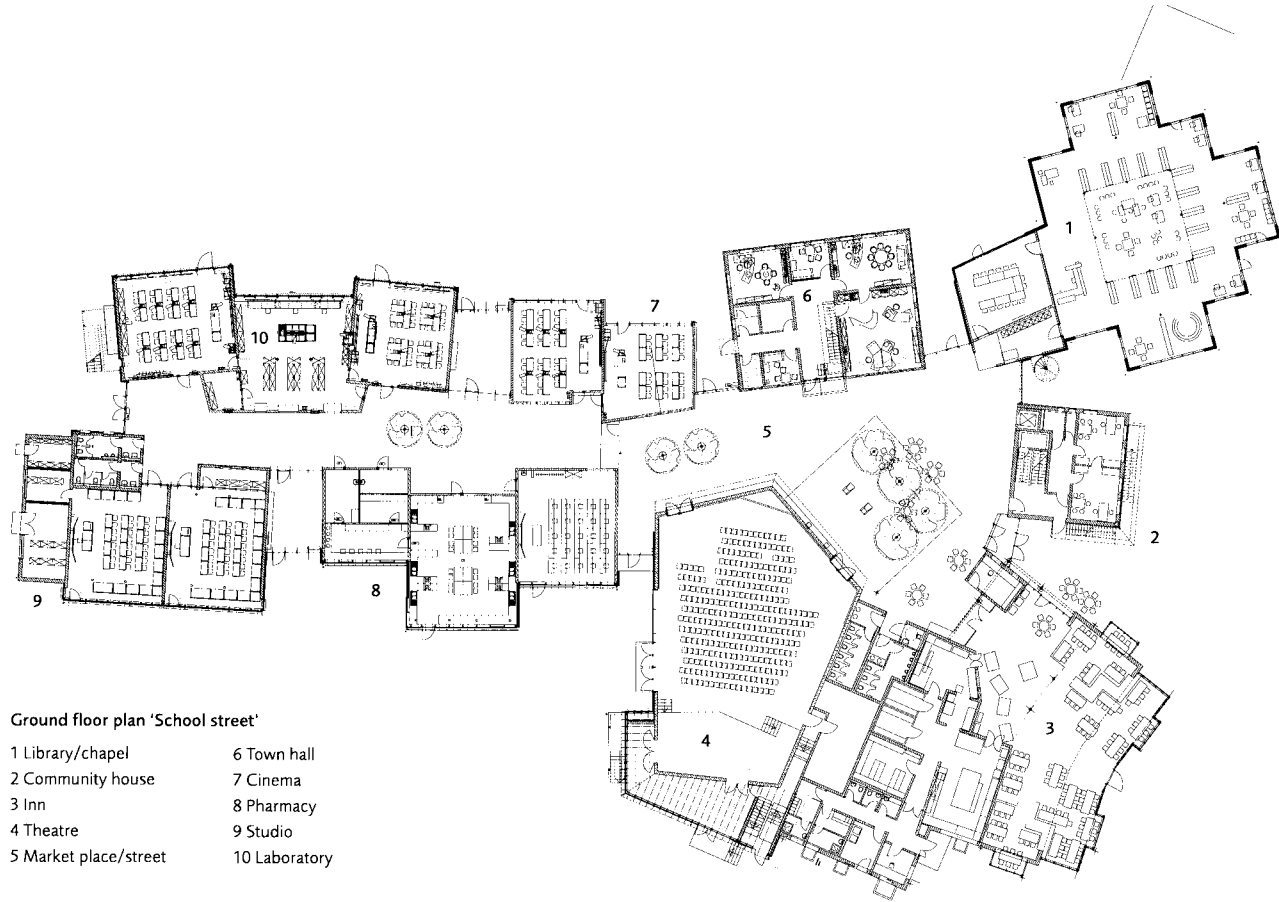 1
6
7
10
5
2
8
9
3
4
Ground floor plan 'School street'
1 Library/chapel
2 Community house
3 Inn
4 Theatre
5 Market place/street
6 Town hall
7 Cinema
8 Pharmacy
9 Studio
10 Laboratory